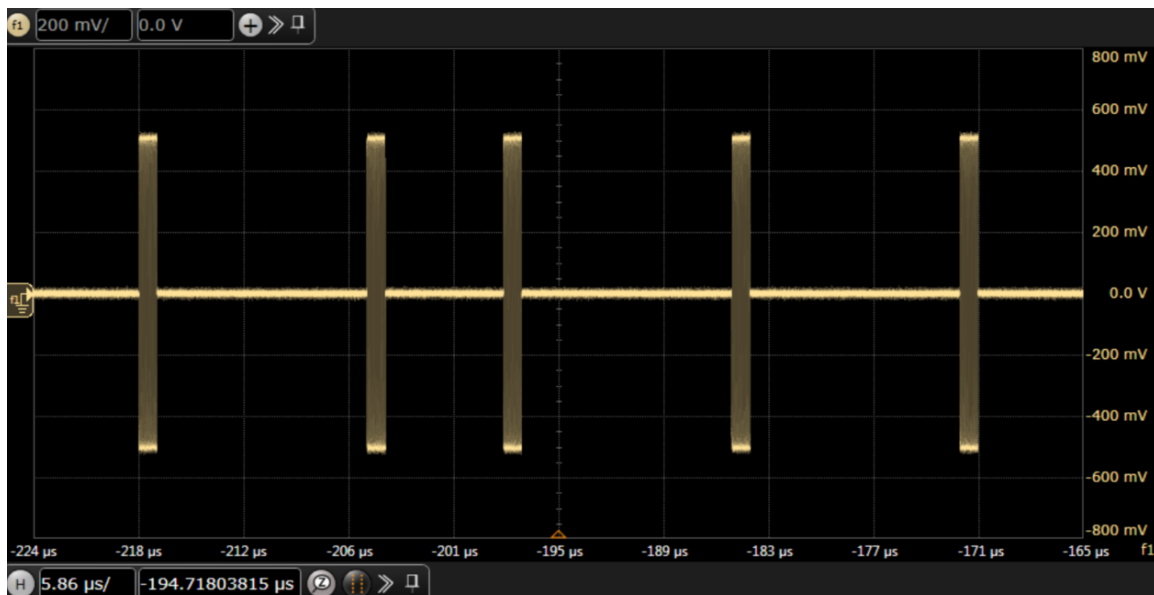 f1 200 mV/ 0.0 V
800 mV
600 mV
400 mV
200 mV
0.0 V
-200 mV
-400 mV
-600 mV
-800 mV
f1
-224 µs -218 µs -212 µs -206 µs -201 µs -195 µs -189 µs -183 µs -177 µs -171 µs -165 µs f1
H 5.86 µs/ -194.71803815 µs Z